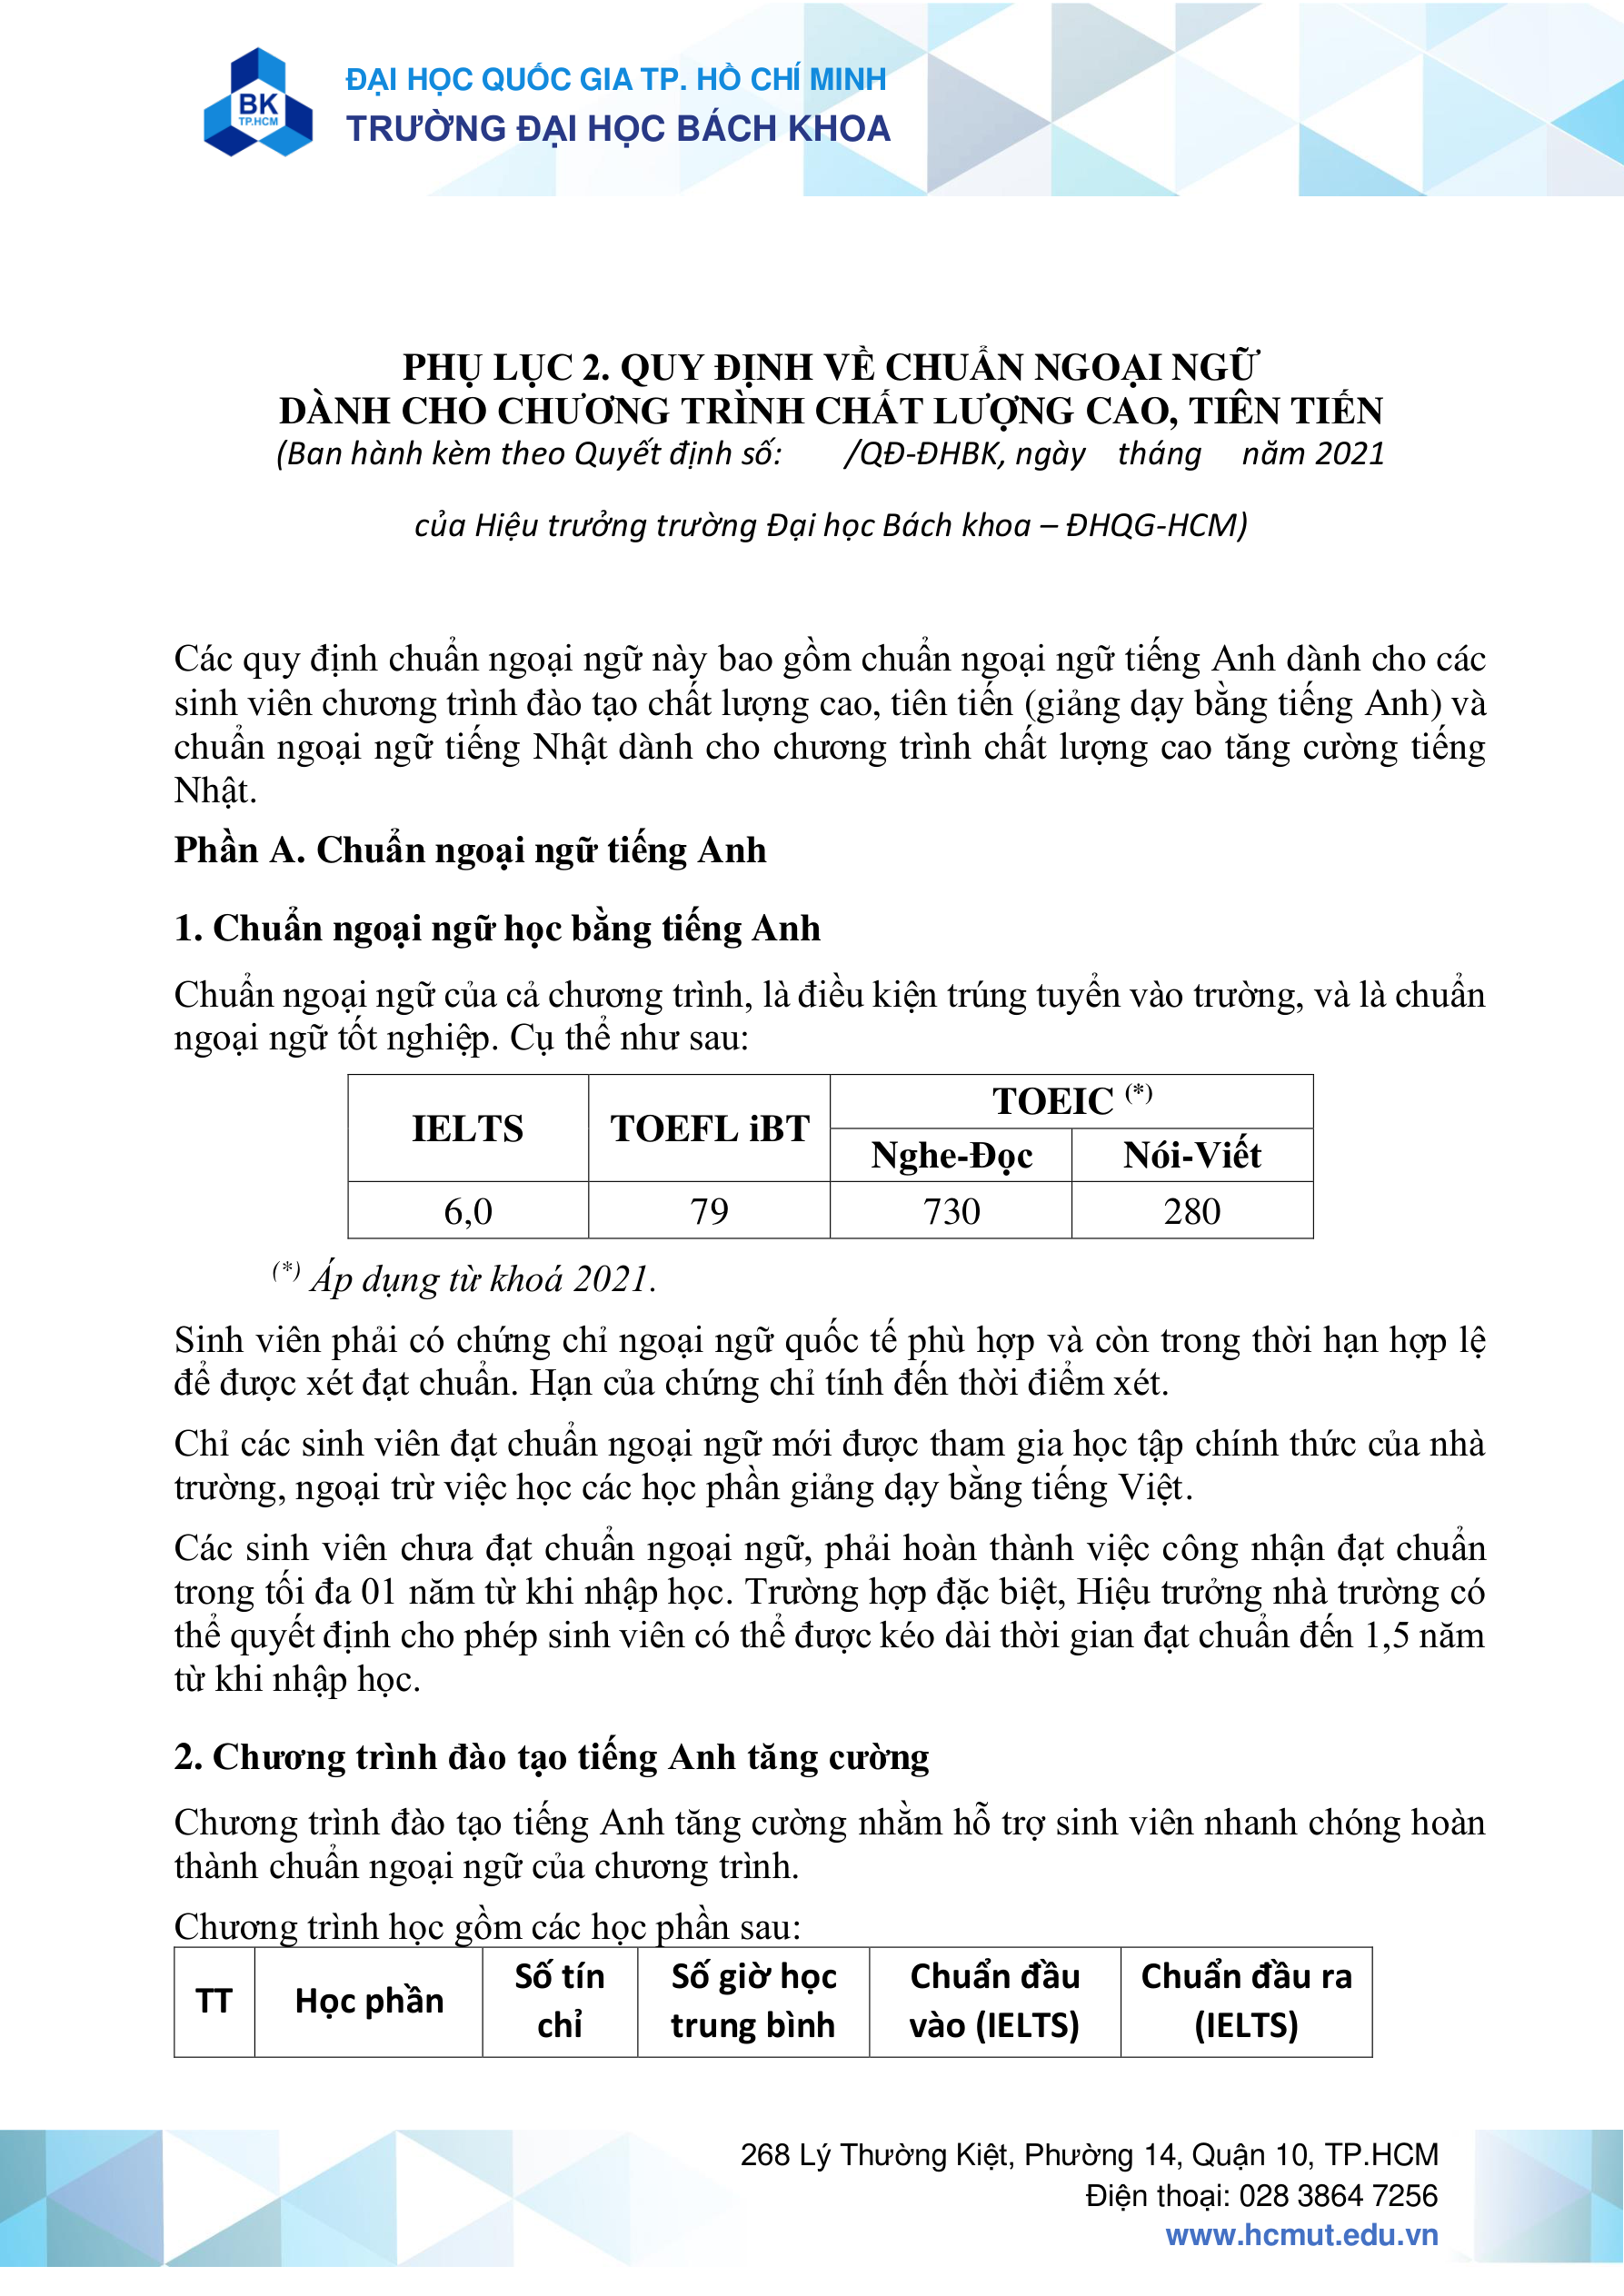 BK
TP.HCM
ĐẠI HỌC QUỐC GIA TP. HỒ CHÍ MINH
TRƯỜNG ĐẠI HỌC BÁCH KHOA
PHỤ LỤC 2. QUY ĐỊNH VỀ CHUẨN NGOẠI NGỮ
DÀNH CHO CHƯƠNG TRÌNH CHẤT LƯỢNG CAO, TIÊN TIẾN
(Ban hành kèm theo Quyết định số: /QĐ-ĐHBK, ngày tháng năm 2021
của Hiệu trưởng trường Đại học Bách khoa – ĐHQG-HCM)
Các quy định chuẩn ngoại ngữ này bao gồm chuẩn ngoại ngữ tiếng Anh dành cho các
sinh viên chương trình đào tạo chất lượng cao, tiên tiến (giảng dạy bằng tiếng Anh) và
chuẩn ngoại ngữ tiếng Nhật dành cho chương trình chất lượng cao tăng cường tiếng
Nhật.
Phần A. Chuẩn ngoại ngữ tiếng Anh
1. Chuẩn ngoại ngữ học bằng tiếng Anh
Chuẩn ngoại ngữ của cả chương trình, là điều kiện trúng tuyển vào trường, và là chuẩn
ngoại ngữ tốt nghiệp. Cụ thể như sau:
IELTS TOEFL iBT TOEIC (*)
Nghe-Đọc Nói-Viết
6,0 79 730 280
(*) Áp dụng từ khoá 2021.
Sinh viên phải có chứng chỉ ngoại ngữ quốc tế phù hợp và còn trong thời hạn hợp lệ
để được xét đạt chuẩn. Hạn của chứng chỉ tính đến thời điểm xét.
Chỉ các sinh viên đạt chuẩn ngoại ngữ mới được tham gia học tập chính thức của nhà
trường, ngoại trừ việc học các học phần giảng dạy bằng tiếng Việt.
Các sinh viên chưa đạt chuẩn ngoại ngữ, phải hoàn thành việc công nhận đạt chuẩn
trong tối đa 01 năm từ khi nhập học. Trường hợp đặc biệt, Hiệu trưởng nhà trường có
thể quyết định cho phép sinh viên có thể được kéo dài thời gian đạt chuẩn đến 1,5 năm
từ khi nhập học.
2. Chương trình đào tạo tiếng Anh tăng cường
Chương trình đào tạo tiếng Anh tăng cường nhằm hỗ trợ sinh viên nhanh chóng hoàn
thành chuẩn ngoại ngữ của chương trình.
Chương trình học gồm các học phần sau:
TT Học phần Số tín chỉ Số giờ học trung bình Chuẩn đầu vào (IELTS) Chuẩn đầu ra (IELTS)
268 Lý Thường Kiệt, Phường 14, Quận 10, TP.HCM
Điện thoại: 028 3864 7256
www.hcmut.edu.vn